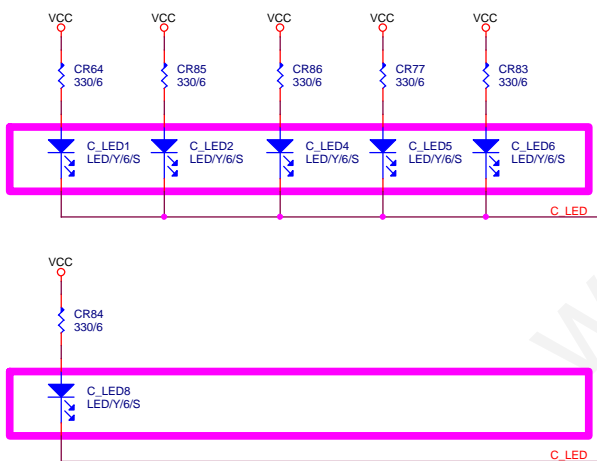 VCC VCC VCC VCC VCC
CR64 CR85 CR86 CR77 CR83
330/6 330/6 330/6 330/6 330/6
C_LED1 C_LED2 C_LED4 C_LED5 C_LED6
LED/Y/6/S LED/Y/6/S LED/Y/6/S LED/Y/6/S LED/Y/6/S
C_LED
VCC
CR84
330/6
C_LED8
LED/Y/6/S
C_LED